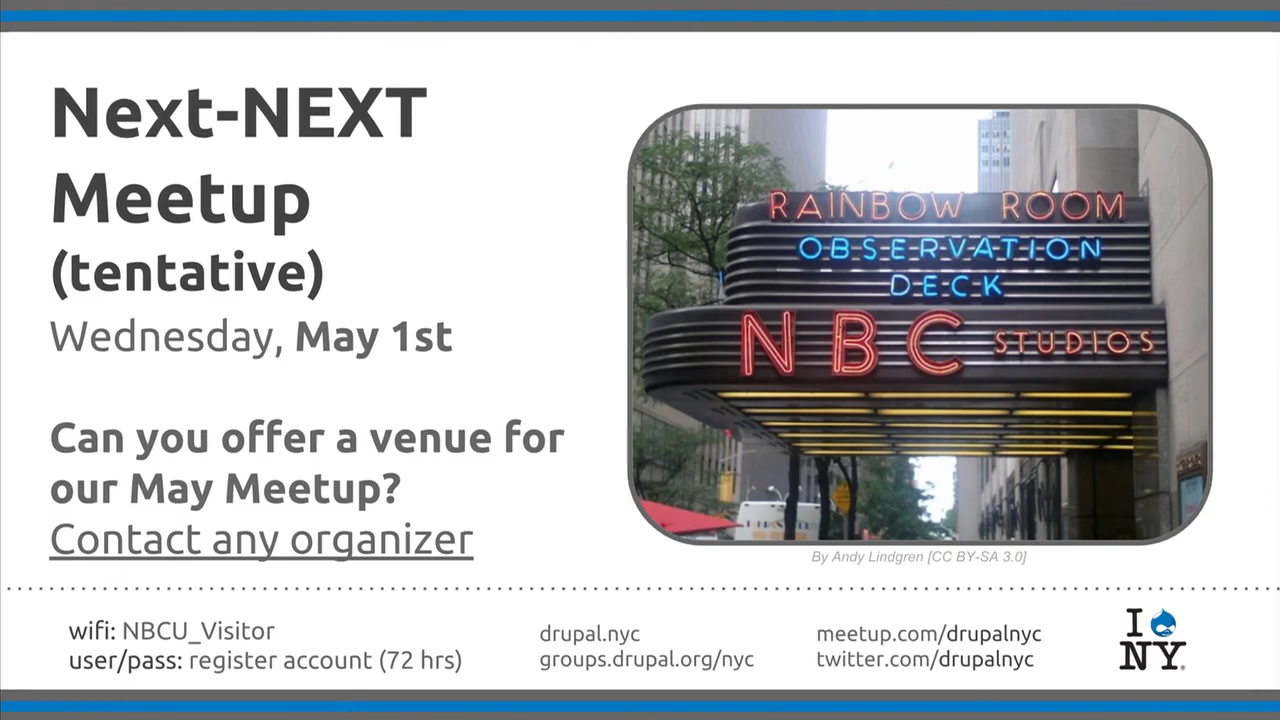 Next-NEXT
Meetup
(tentative)
Wednesday, May 1st
Can you offer a venue for
our May Meetup?
Contact any organizer
RAINBOW ROOM
OBSERVATION
DECK
NBC STUDIOS
By Andy Lindgren [CC BY-SA 3.0]
wifi: NBCU_Visitor
user/pass: register account (72 hrs)
drupal.nyc
groups.drupal.org/nyc
meetup.com/drupalnyc
twitter.com/drupalnyc
I
NY